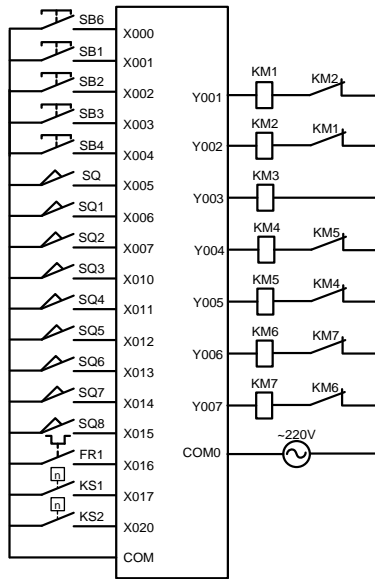 SB6 X000
SB1 X001
SB2 X002
SB3 X003
SB4 X004
SQ X005
SQ1 X006
SQ2 X007
SQ3 X010
SQ4 X011
SQ5 X012
SQ6 X013
SQ7 X014
SQ8 X015
FR1 X016
n KS1 X017
n KS2 X020
COM
Y001 KM1 KM2
Y002 KM2 KM1
Y003 KM3
Y004 KM4 KM5
Y005 KM5 KM4
Y006 KM6 KM7
Y007 KM7 KM6
COM0 ~220V